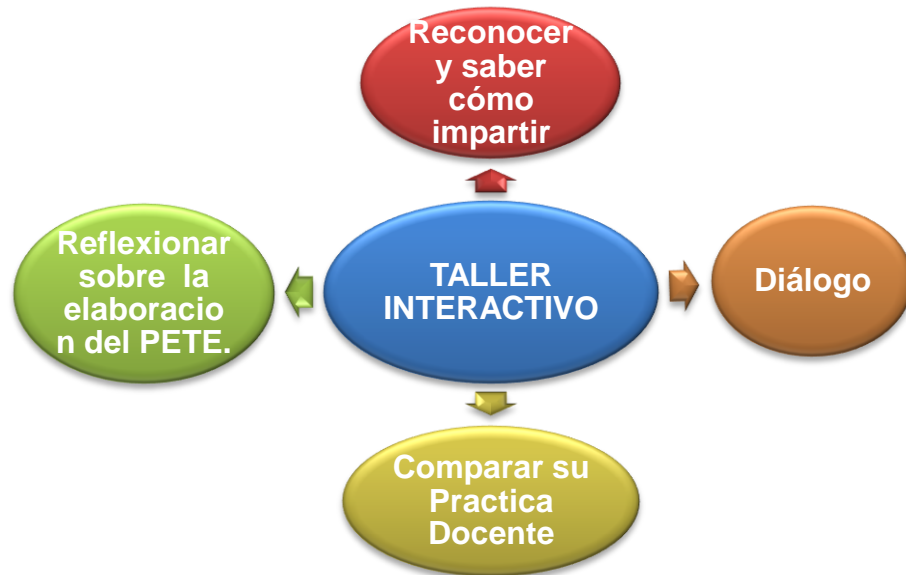 Reconocer
y saber
cómo
impartir
Reflexionar
sobre la
elaboracio
n del PETE.
TALLER
INTERACTIVO
Diálogo
Comparar su
Practica
Docente